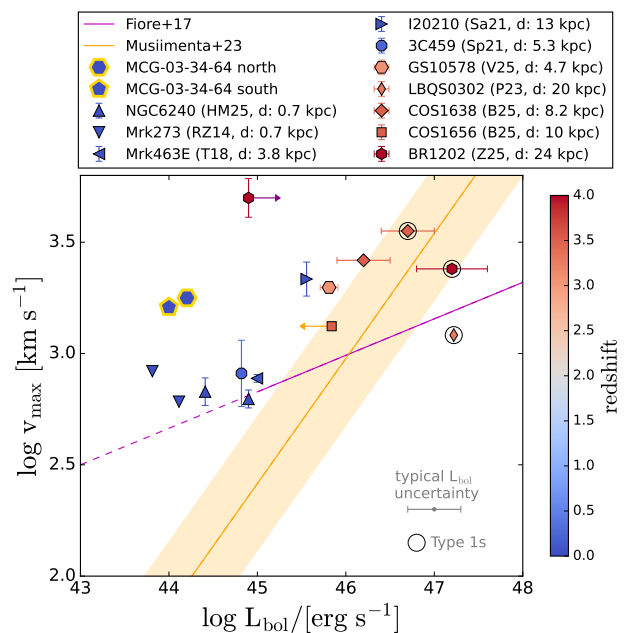 Fiore+17
Musiimenta+23
MCG-03-34-64 north
MCG-03-34-64 south
NGC6240 (HM25, d: 0.7 kpc)
Mrk273 (RZ14, d: 0.7 kpc)
Mrk463E (T18, d: 3.8 kpc)
I20210 (Sa21, d: 13 kpc)
3C459 (Sp21, d: 5.3 kpc)
GS10578 (V25, d: 4.7 kpc)
LBQS0302 (P23, d: 20 kpc)
COS1638 (B25, d: 8.2 kpc)
COS1656 (B25, d: 10 kpc)
BR1202 (Z25, d: 24 kpc)
log v_max [km s⁻¹]
3.5
3.0
2.5
2.0
typical L_bol
uncertainty
Type 1s
43 44 45 46 47 48
log L_bol/[erg s⁻¹]
4.0
3.5
3.0
2.5
2.0
1.5
1.0
0.5
0.0
redshift